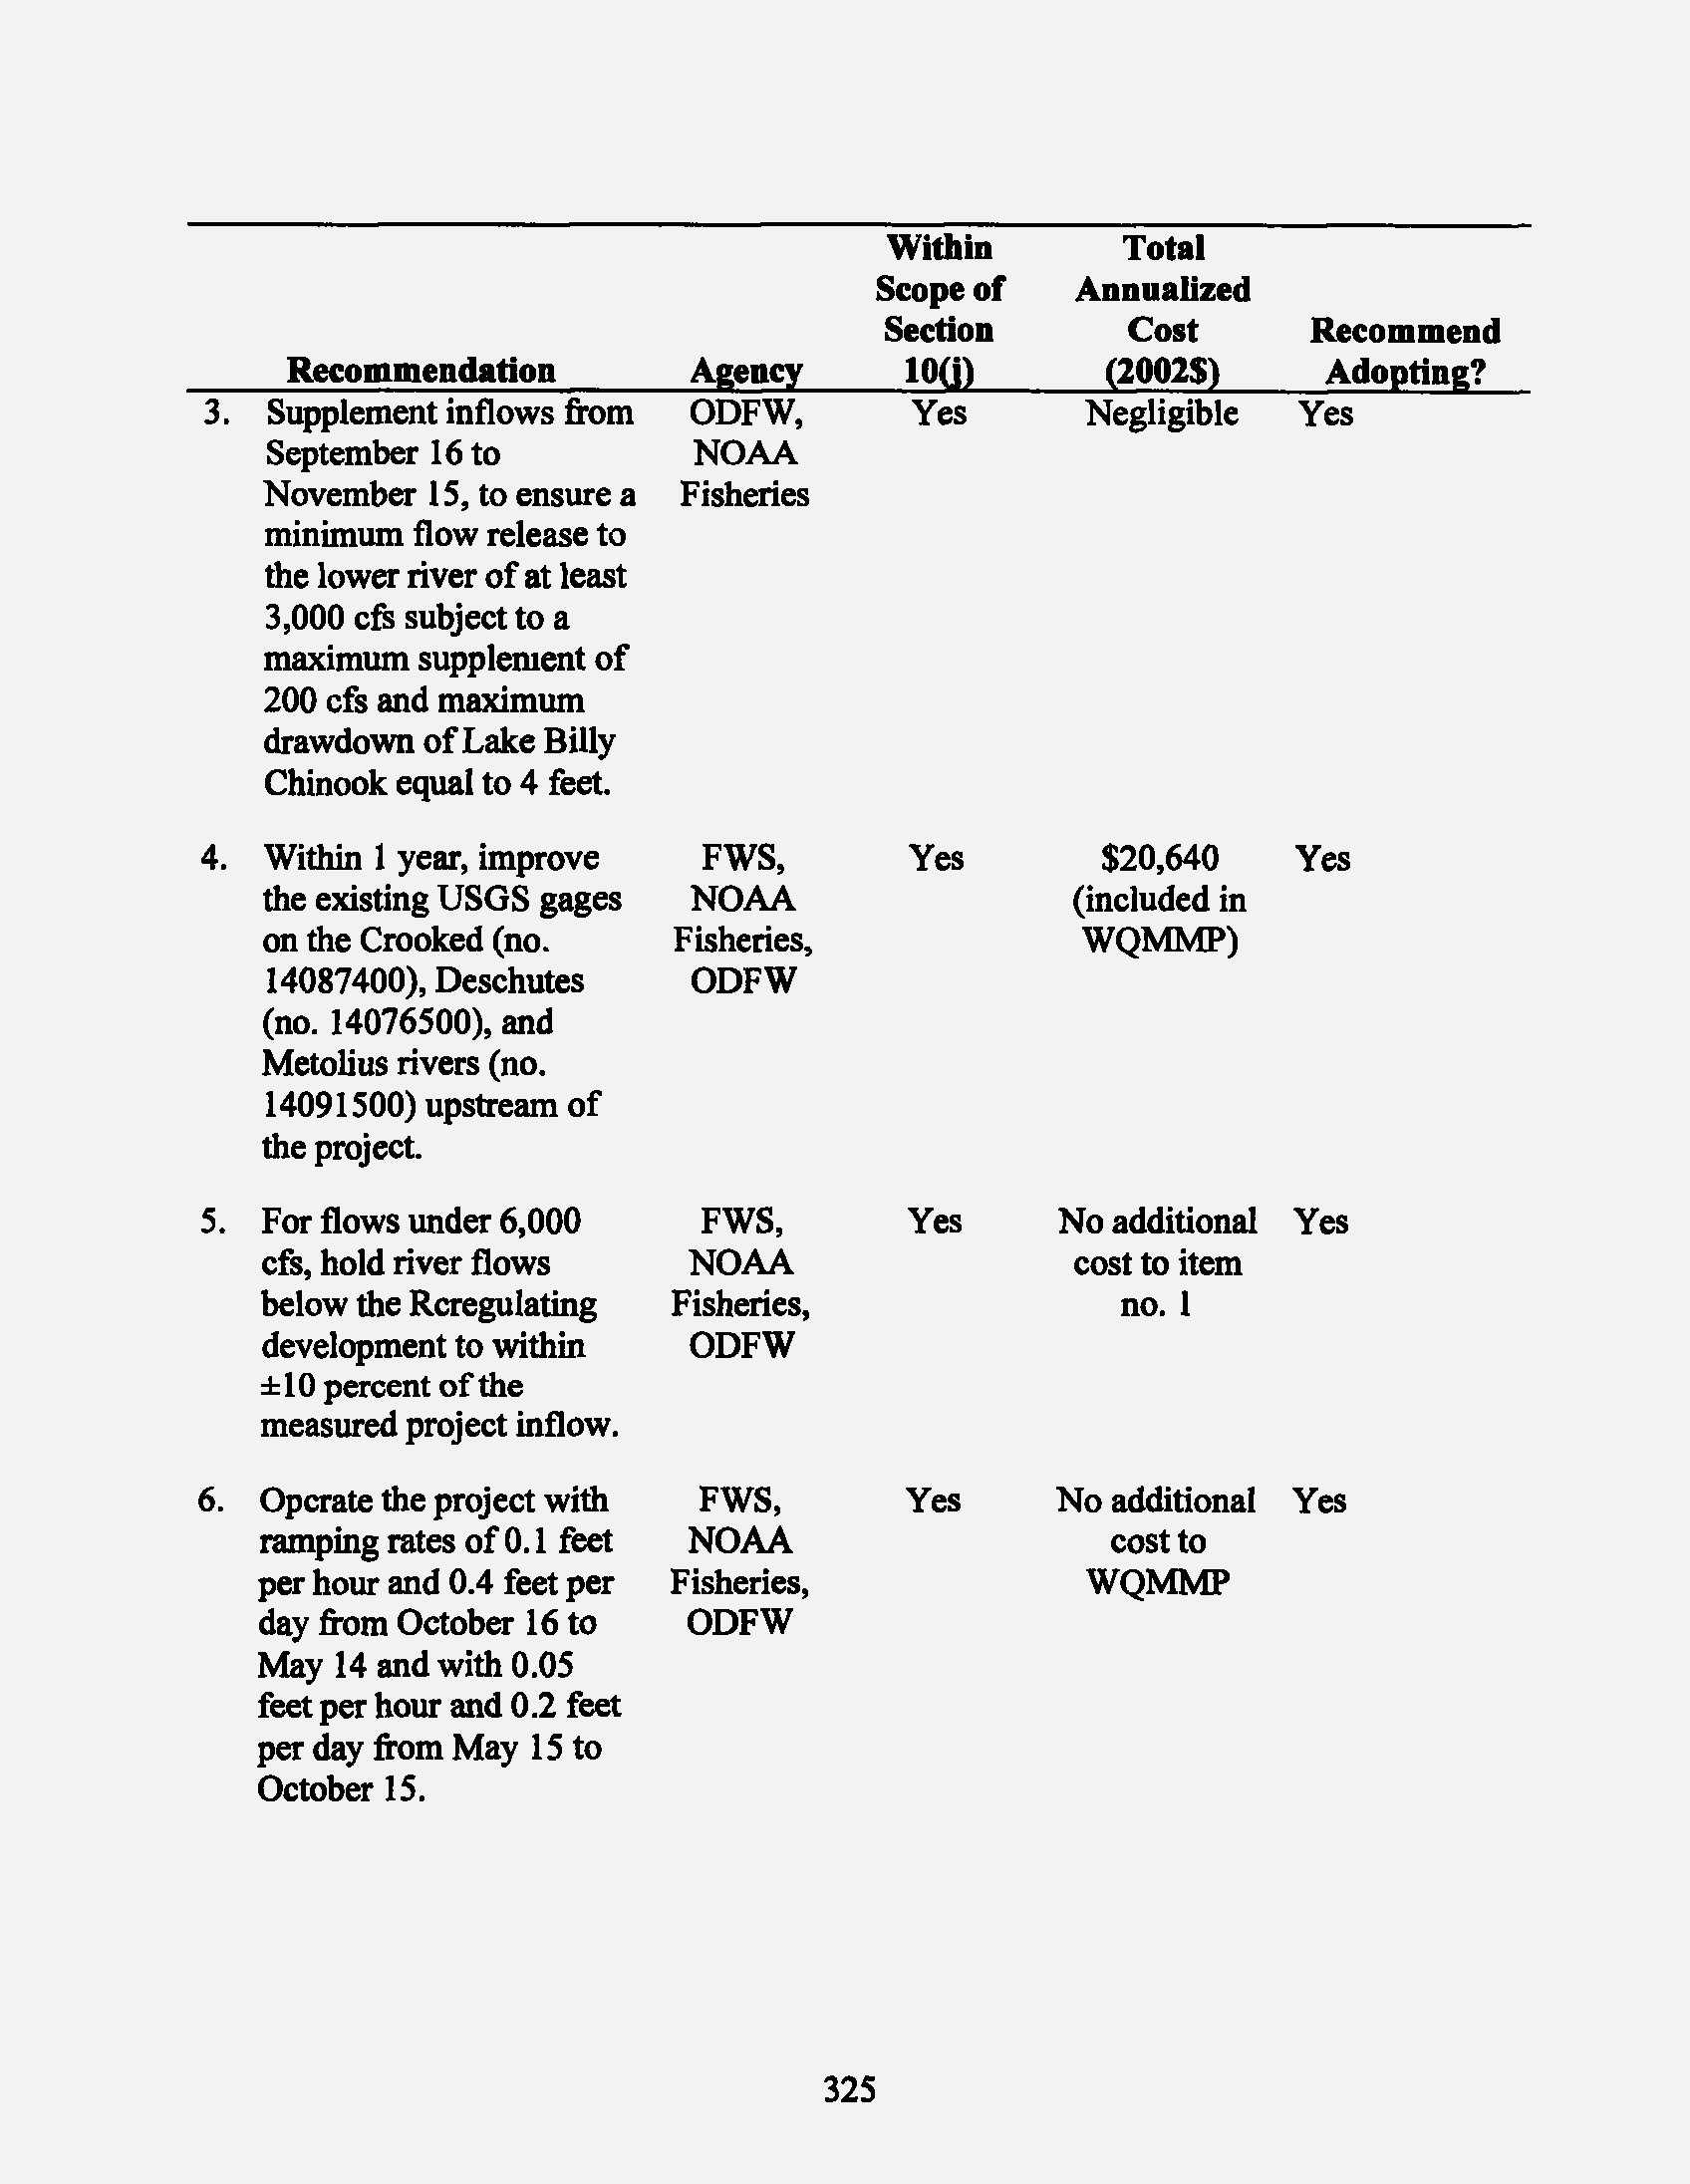 Within
Scope of
Section
10(j)
Total
Annualized
Cost
(2002$)
Recommend
Adopting?
Recommendation
Agency
3. Supplement inflows from
September 16 to
November 15, to ensure a
minimum flow release to
the lower river of at least
3,000 cfs subject to a
maximum supplement of
200 cfs and maximum
drawdown of Lake Billy
Chinook equal to 4 feet.
ODFW,
NOAA
Fisheries
Yes
Negligible
Yes
4. Within 1 year, improve
the existing USGS gages
on the Crooked (no.
14087400), Deschutes
(no. 14076500), and
Metolius rivers (no.
14091500) upstream of
the project.
FWS,
NOAA
Fisheries,
ODFW
Yes
$20,640
(included in
WQMMP)
Yes
5. For flows under 6,000
cfs, hold river flows
below the Reregulating
development to within
±10 percent of the
measured project inflow.
FWS,
NOAA
Fisheries,
ODFW
Yes
No additional
cost to item
no. 1
Yes
6. Operate the project with
ramping rates of 0.1 feet
per hour and 0.4 feet per
day from October 16 to
May 14 and with 0.05
feet per hour and 0.2 feet
per day from May 15 to
October 15.
FWS,
NOAA
Fisheries,
ODFW
Yes
No additional
cost to
WQMMP
Yes
325